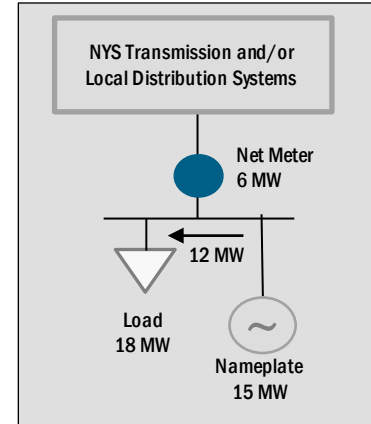 NYS Transmission and/or
Local Distribution Systems
Net Meter
6 MW
12 MW
Load
18 MW
~
Nameplate
15 MW